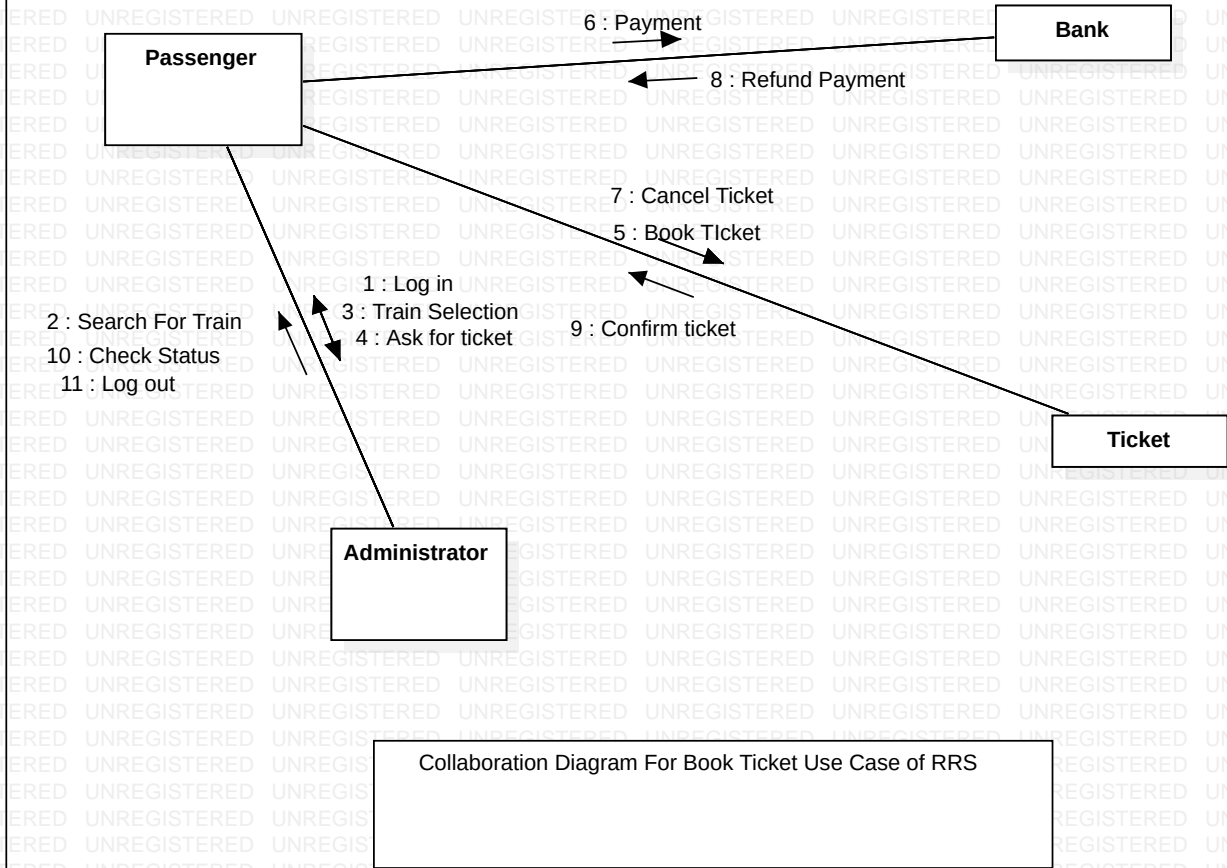 6 : Payment
Bank
Passenger
8 : Refund Payment
7 : Cancel Ticket
5 : Book TIcket
1 : Log in
3 : Train Selection
2 : Search For Train
4 : Ask for ticket
9 : Confirm ticket
10 : Check Status
11 : Log out
Ticket
Administrator
Collaboration Diagram For Book Ticket Use Case of RRS
UNREGISTERED